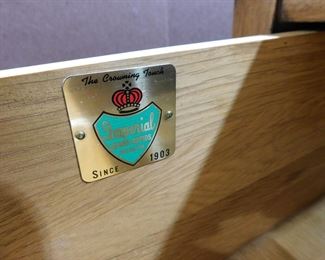 The Crowning Touch
Imperial
SINCE 1903